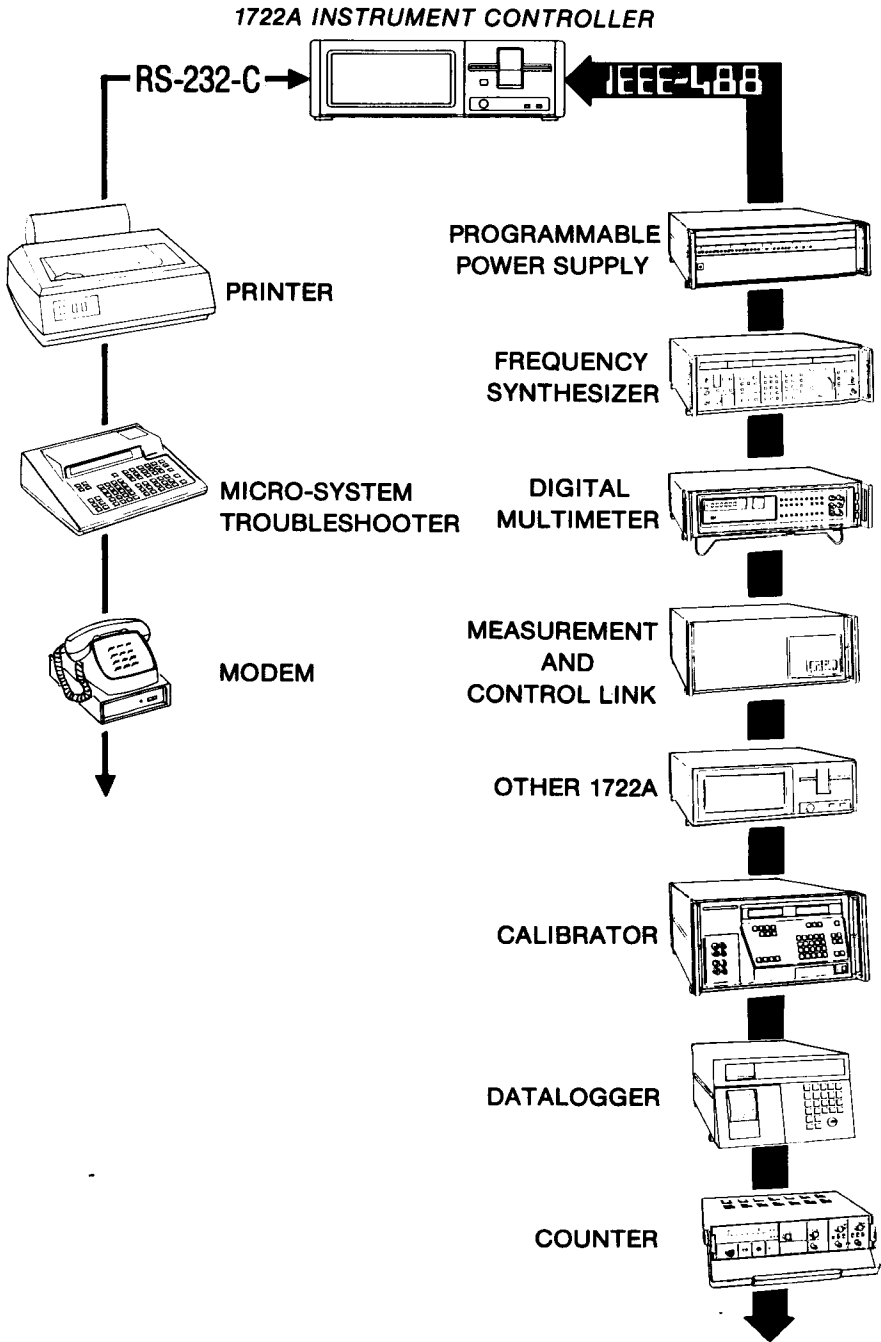 1722A INSTRUMENT CONTROLLER
RS-232-C
IEEE-488
PRINTER
MICRO-SYSTEM
TROUBLESHOOTER
MODEM
PROGRAMMABLE
POWER SUPPLY
FREQUENCY
SYNTHESIZER
DIGITAL
MULTIMETER
MEASUREMENT
AND
CONTROL LINK
OTHER 1722A
CALIBRATOR
DATALOGGER
COUNTER